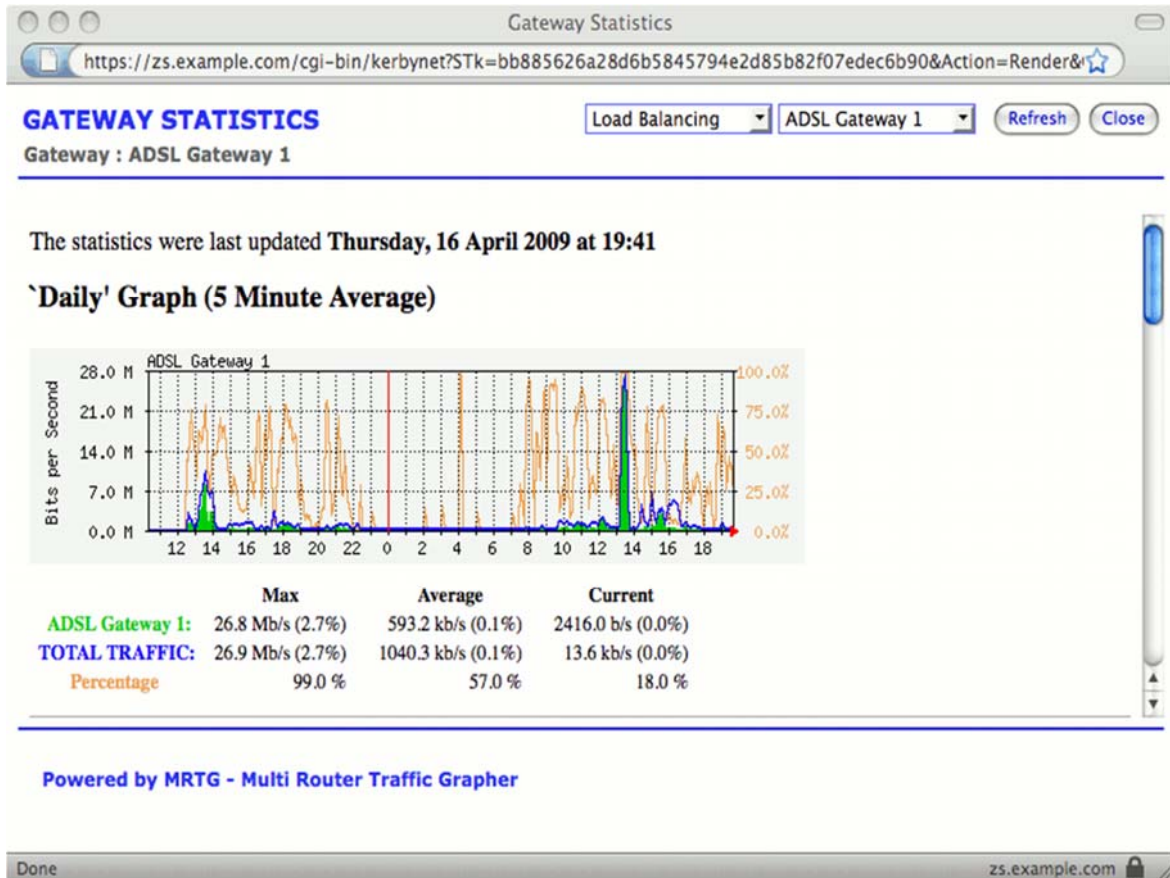 Gateway Statistics
https://zs.example.com/cgi-bin/kerbynet?STk=bb885626a28d6b5845794e2d85b82f07edec6b90&Action=Render&
GATEWAY STATISTICS
Load Balancing
ADSL Gateway 1
Refresh
Close
Gateway : ADSL Gateway 1
The statistics were last updated Thursday, 16 April 2009 at 19:41
`Daily' Graph (5 Minute Average)
ADSL Gateway 1
Bits per Second
28.0 M 100.0%
21.0 M 75.0%
14.0 M 50.0%
7.0 M 25.0%
0.0 M 0.0%
12 14 16 18 20 22 0 2 4 6 8 10 12 14 16 18
Max Average Current
ADSL Gateway 1: 26.8 Mb/s (2.7%) 593.2 kb/s (0.1%) 2416.0 b/s (0.0%)
TOTAL TRAFFIC: 26.9 Mb/s (2.7%) 1040.3 kb/s (0.1%) 13.6 kb/s (0.0%)
Percentage 99.0 % 57.0 % 18.0 %
Powered by MRTG - Multi Router Traffic Grapher
Done
zs.example.com